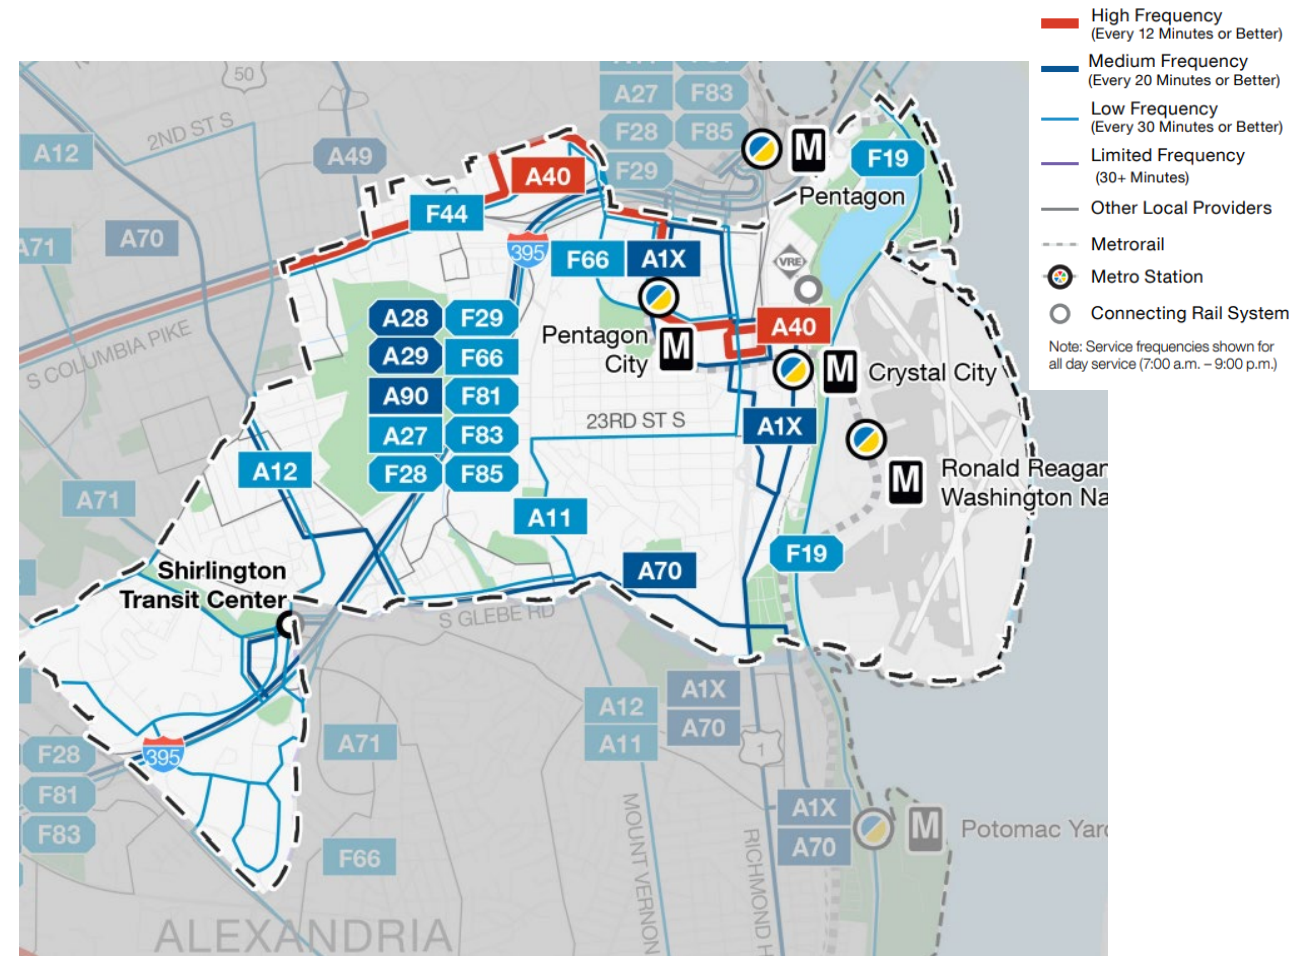 High Frequency
(Every 12 Minutes or Better)
Medium Frequency
(Every 20 Minutes or Better)
Low Frequency
(Every 30 Minutes or Better)
Limited Frequency
(30+ Minutes)
Other Local Providers
Metrorail
Metro Station
Connecting Rail System
Note: Service frequencies shown for
all day service (7:00 a.m. – 9:00 p.m.)
50
A27 F83
F28 F85
F29
2ND ST S
A12
A49
A70
A71
A40
F44
M
F19
Pentagon
395
F66 A1X
VRE
S COLUMBIA PIKE
A28 F29
A29 F66
A90 F81
A27 F83
F28 F85
Pentagon
City
M
A40
M
Crystal City
23RD ST S
A1X
M
Ronald Reagan
Washington Na
A12
A71
A11
F19
A70
Shirlington
Transit Center
S GLEBE RD
A12
A11
A1X
A70
A71
1
395
F28
F81
F83
A1X
A70
M
Potomac Yard
F66
MOUNT VERNON
RICHMOND H
ALEXANDRIA